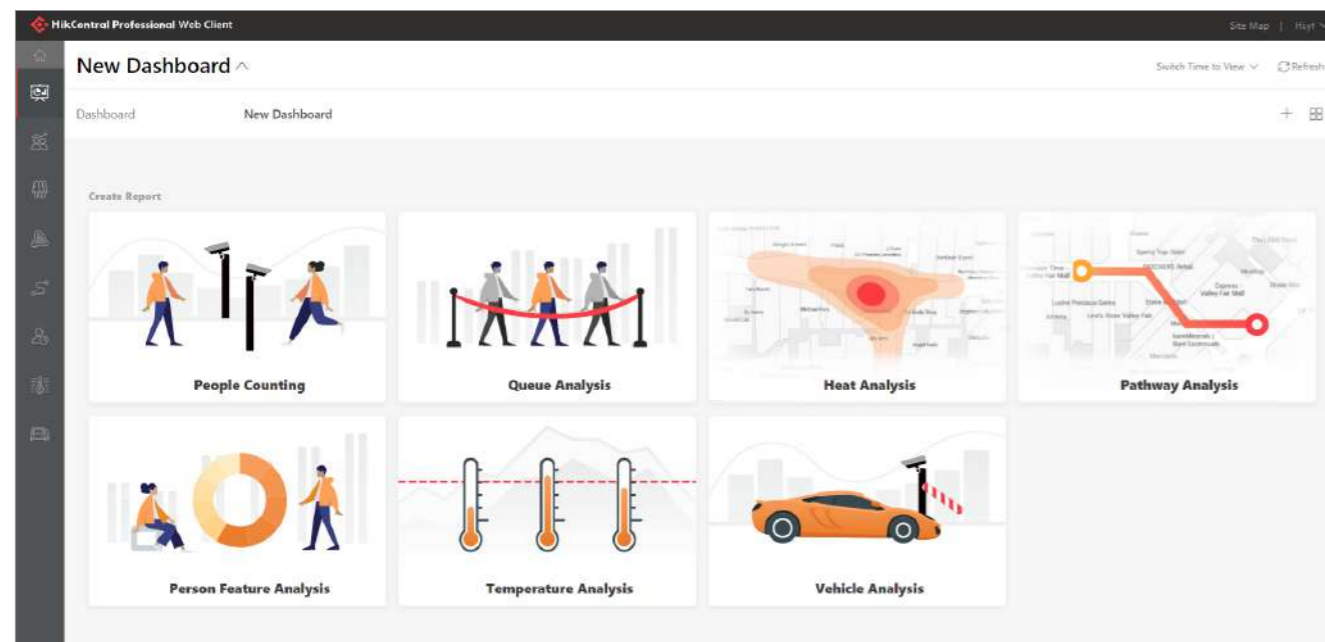 HikCentral Professional Web Client
Site Map | Hsyt
New Dashboard
Switch Time to View
Refresh
Dashboard
New Dashboard
Create Report
People Counting
Queue Analysis
Heat Analysis
Pathway Analysis
Person Feature Analysis
Temperature Analysis
Vehicle Analysis